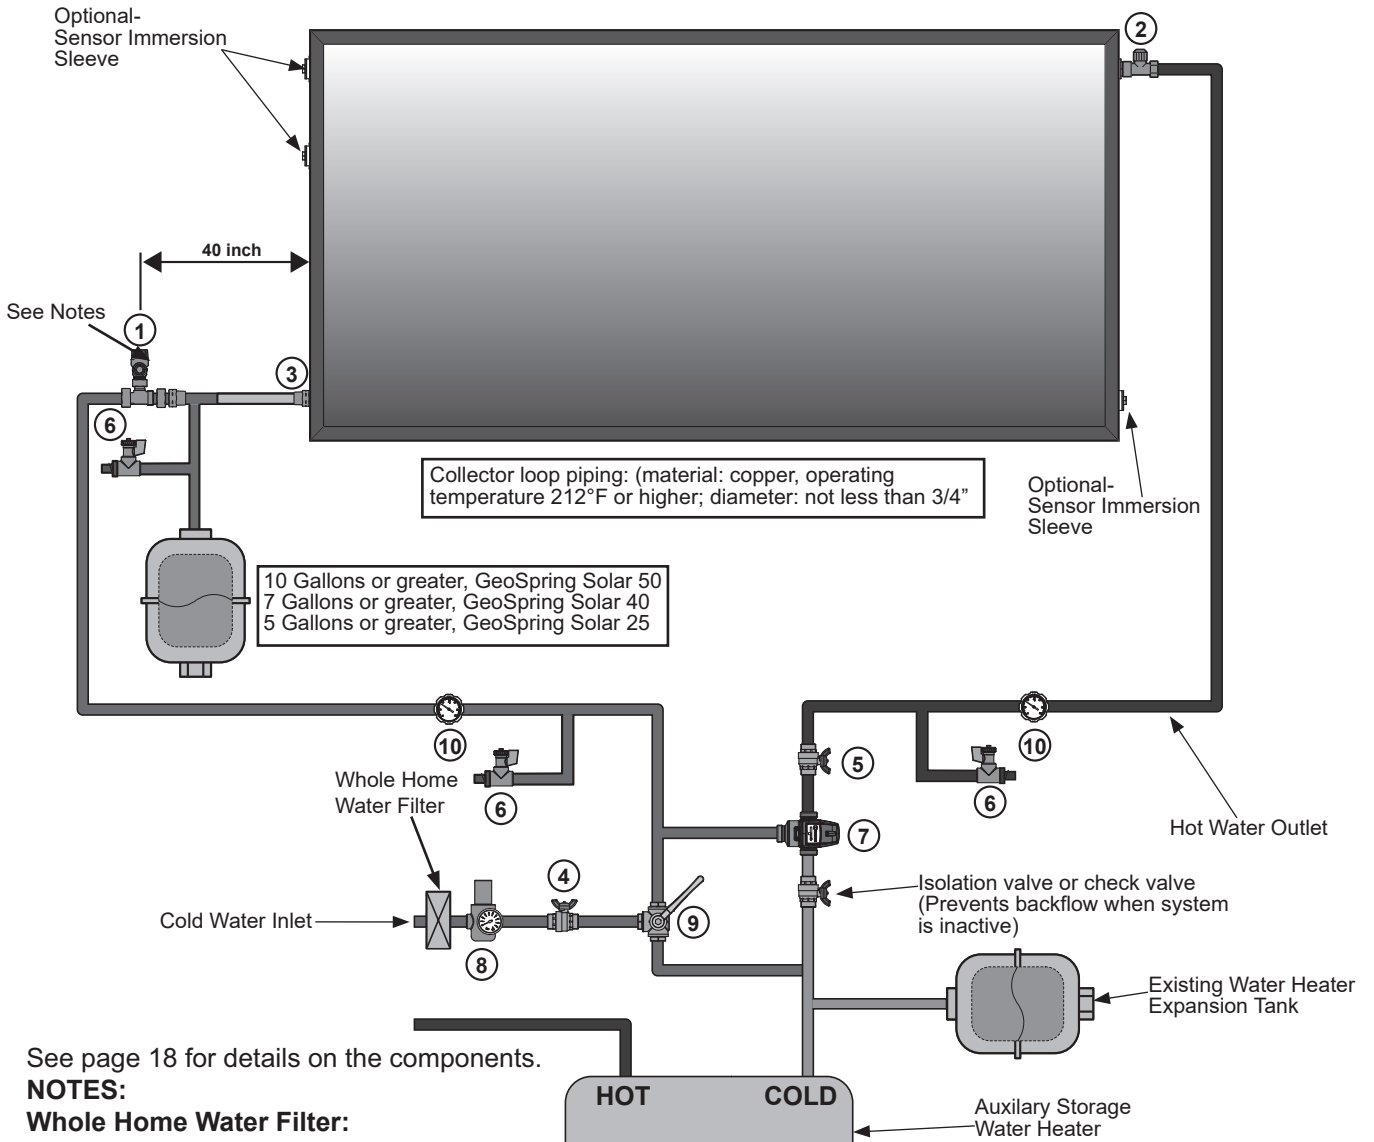 Optional-
Sensor Immersion
Sleeve
2
40 inch
See Notes
1
3
6
Collector loop piping: (material: copper, operating
temperature 212°F or higher; diameter: not less than 3/4”
Optional-
Sensor Immersion
Sleeve
10 Gallons or greater, GeoSpring Solar 50
7 Gallons or greater, GeoSpring Solar 40
5 Gallons or greater, GeoSpring Solar 25
10
10
5
Whole Home
Water Filter
6
6
7
Hot Water Outlet
4
Isolation valve or check valve
(Prevents backflow when system
is inactive)
Cold Water Inlet
9
8
Existing Water Heater
Expansion Tank
See page 18 for details on the components.
NOTES:
Whole Home Water Filter:
HOT
COLD
Auxilary Storage
Water Heater